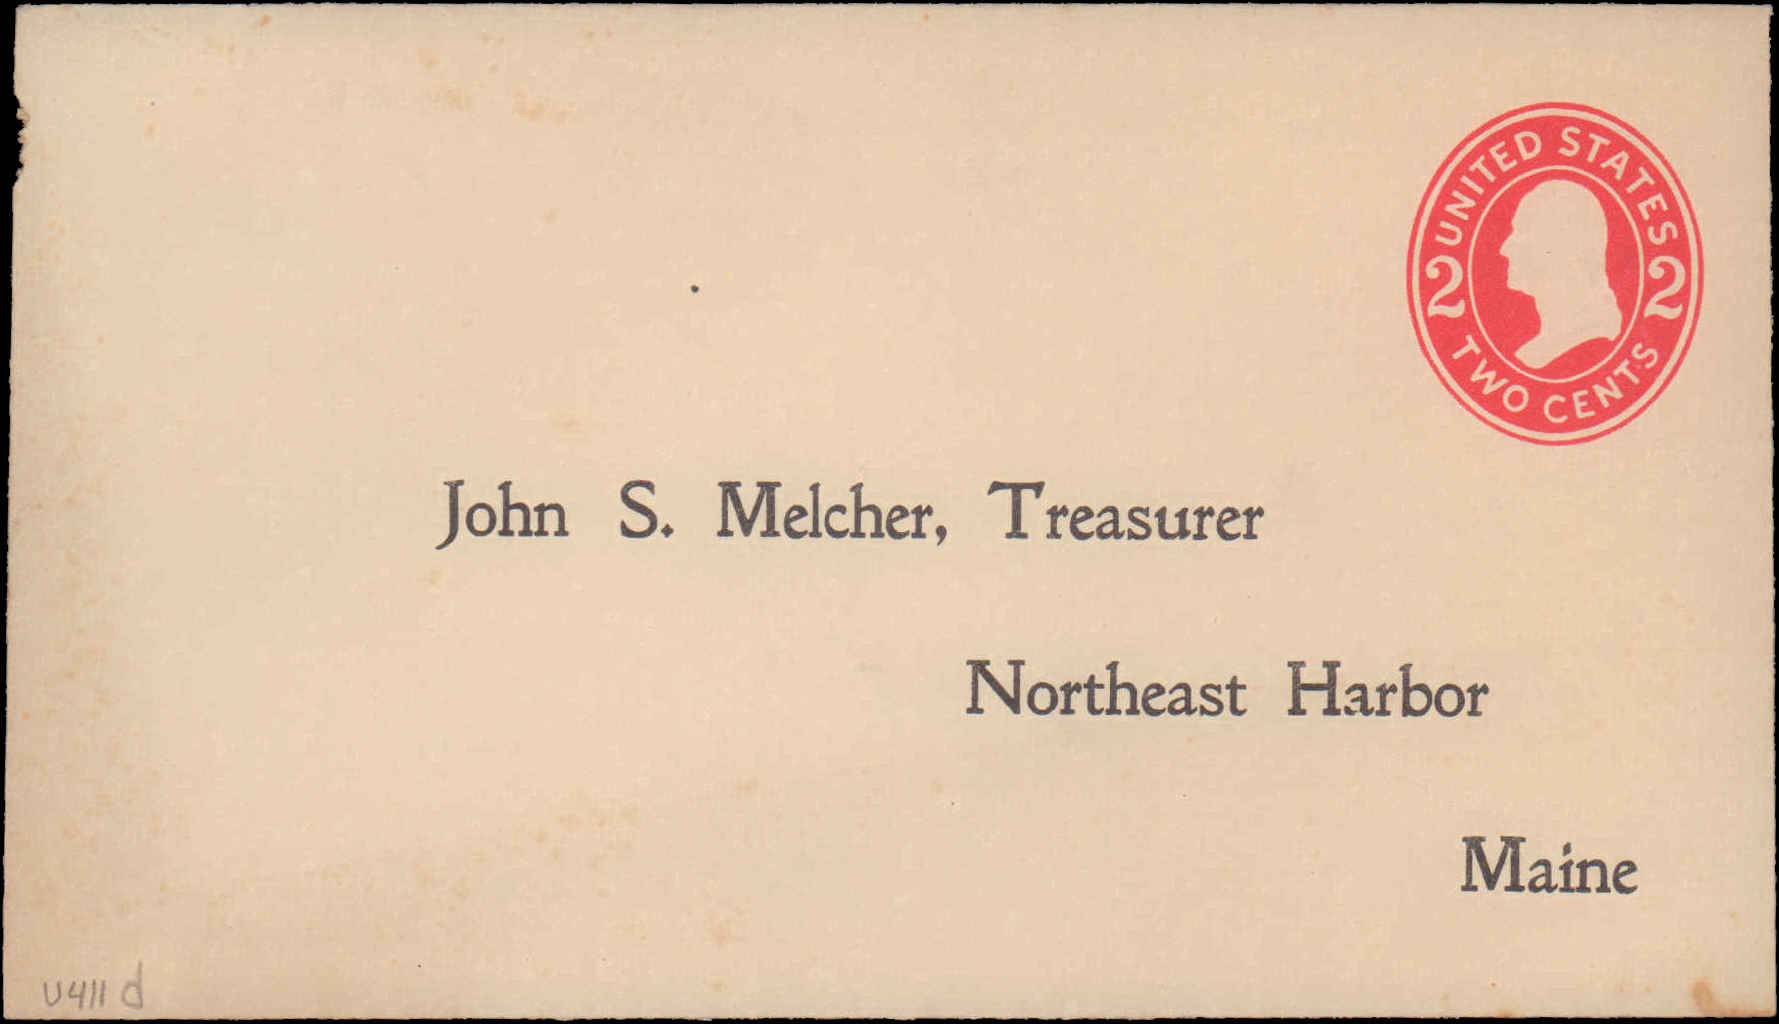 UNITED STATES
2 2
TWO CENTS
John S. Melcher, Treasurer
Northeast Harbor
Maine
U411 d